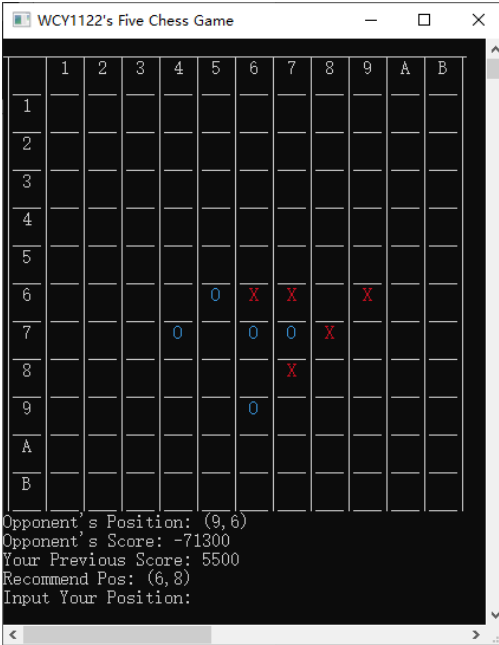 WCY1122's Five Chess Game
1 2 3 4 5 6 7 8 9 A B
1
2
3
4
5
6 O X X X
7 O O O X
8 X
9 O
A
B
Opponent's Position: (9,6)
Opponent's Score: -71300
Your Previous Score: 5500
Recommend Pos: (6,8)
Input Your Position: